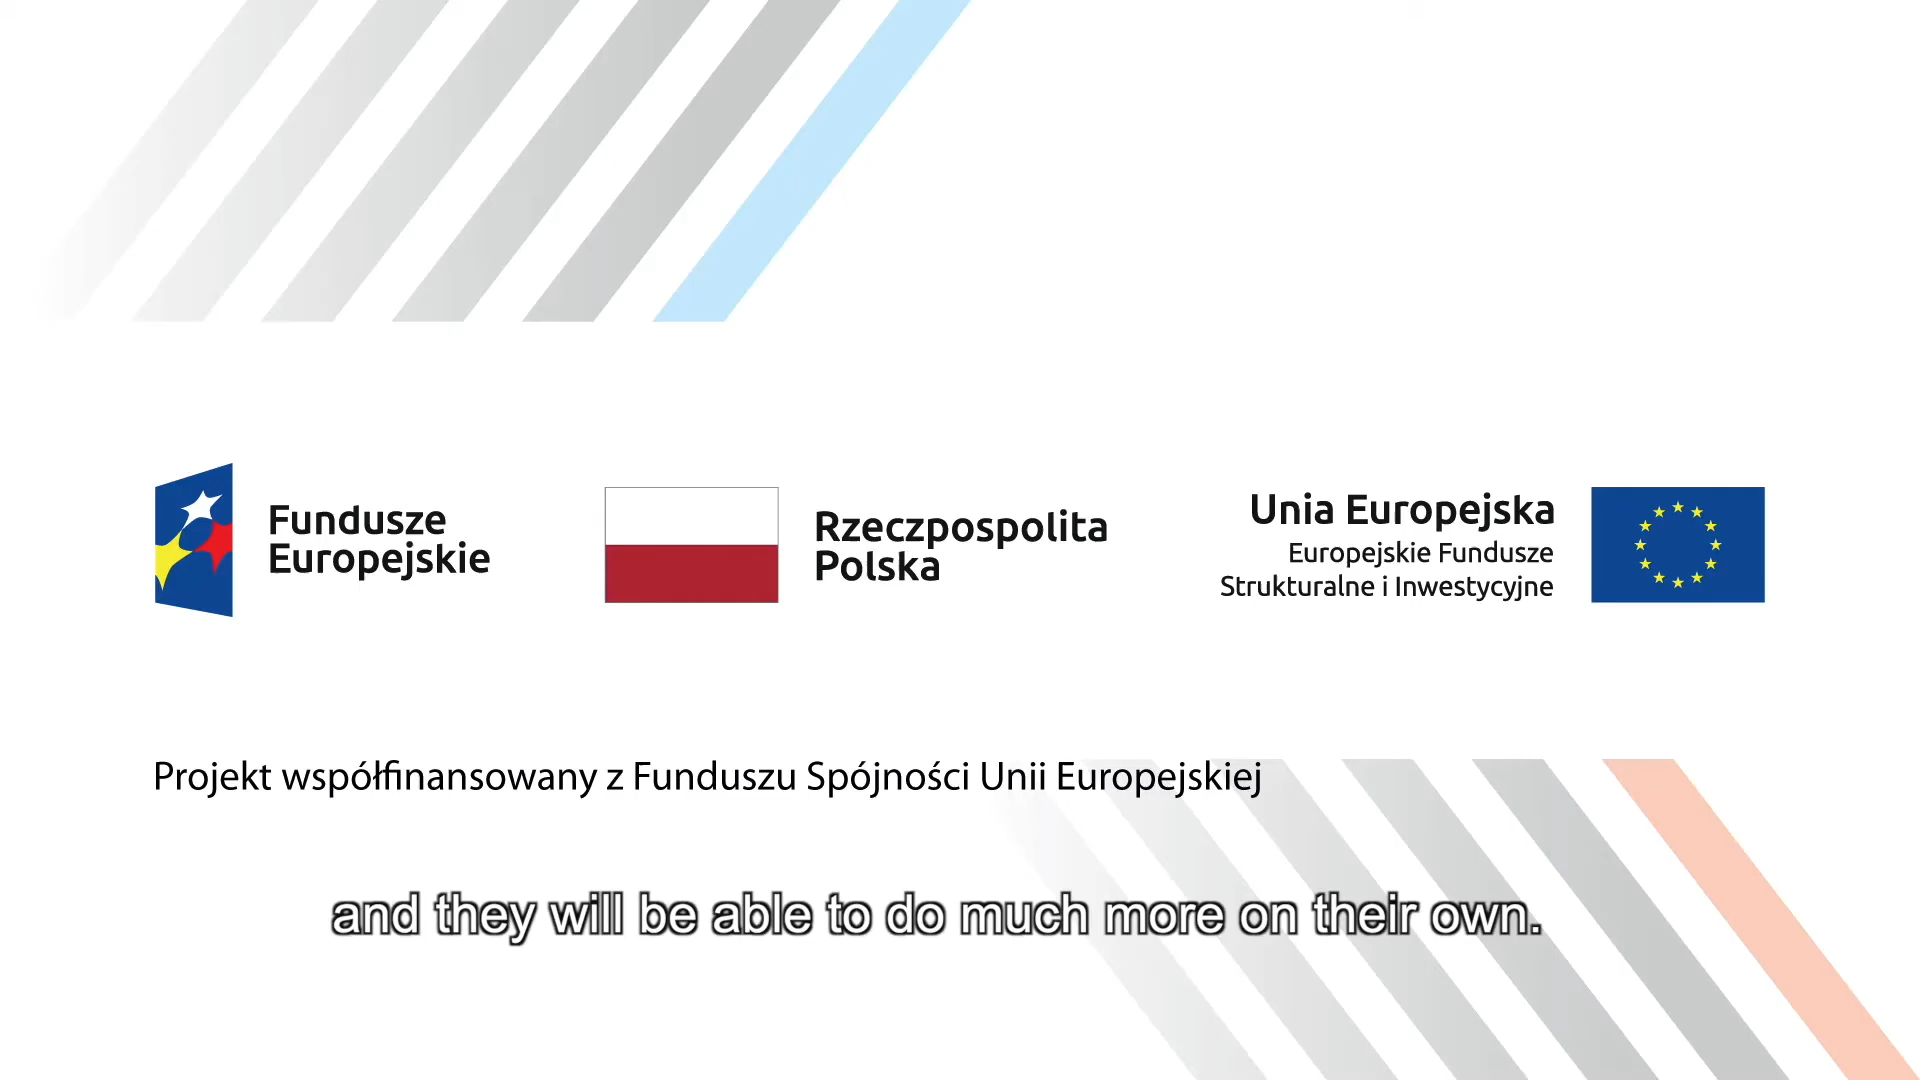 Fundusze
Europejskie
Rzeczpospolita
Polska
Unia Europejska
Europejskie Fundusze
Strukturalne i Inwestycyjne
Projekt współfinansowany z Funduszu Spójności Unii Europejskiej
and they will be able to do much more on their own.